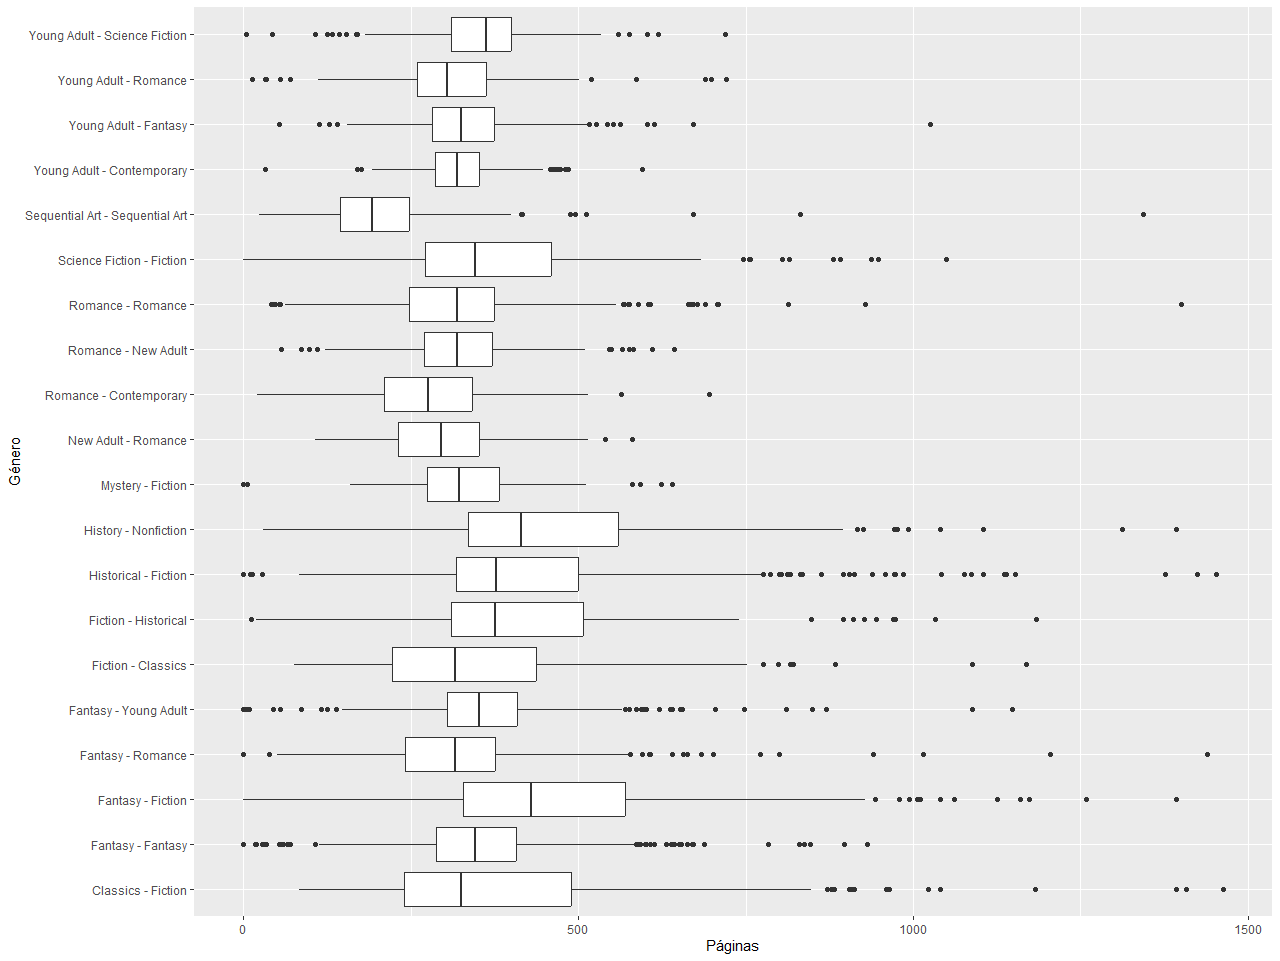 Género
Young Adult - Science Fiction
Young Adult - Romance
Young Adult - Fantasy
Young Adult - Contemporary
Sequential Art - Sequential Art
Science Fiction - Fiction
Romance - Romance
Romance - New Adult
Romance - Contemporary
New Adult - Romance
Mystery - Fiction
History - Nonfiction
Historical - Fiction
Fiction - Historical
Fiction - Classics
Fantasy - Young Adult
Fantasy - Romance
Fantasy - Fiction
Fantasy - Fantasy
Classics - Fiction
0 500 1000 1500
Páginas